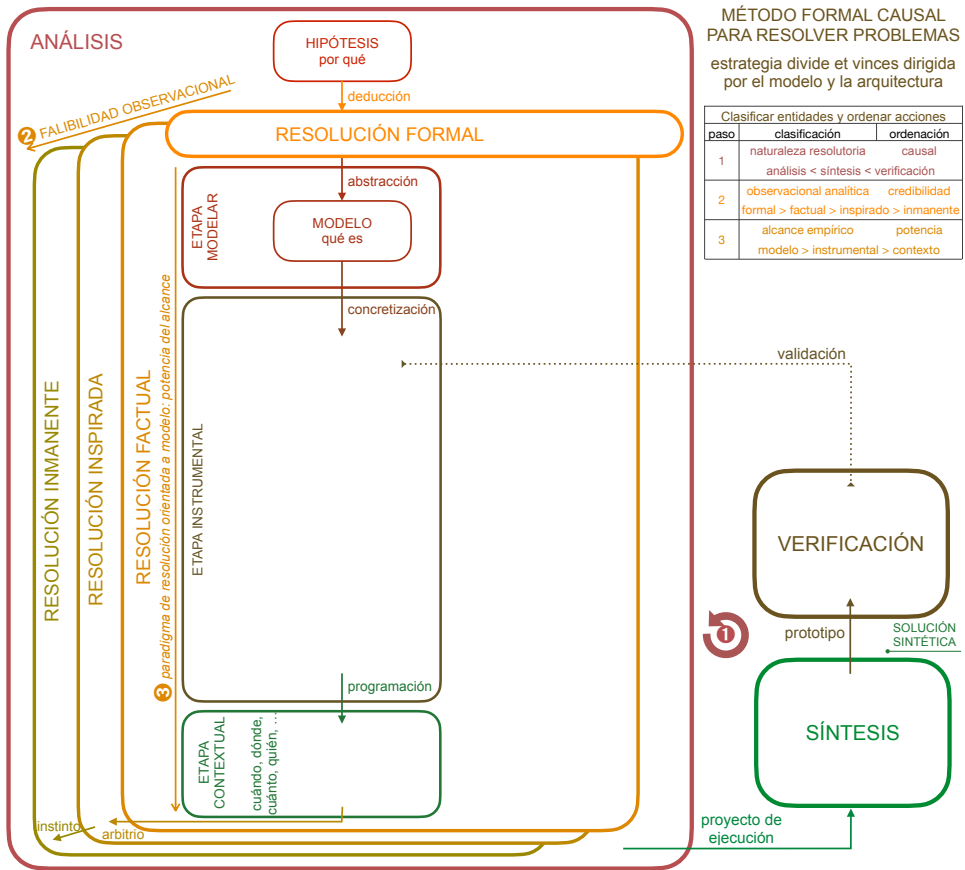 MÉTODO FORMAL CAUSAL
PARA RESOLVER PROBLEMAS
estrategia divide et vinces dirigida
por el modelo y la arquitectura
Clasificar entidades y ordenar acciones
paso clasificación ordenación
1 naturaleza resolutoria causal
análisis < síntesis < verificación
2 observacional analítica credibilidad
formal > factual > inspirado > inmanente
3 alcance empírico potencia
modelo > instrumental > contexto
ANÁLISIS
HIPÓTESIS
por qué
deducción
2 FALIBILIDAD OBSERVACIONAL
RESOLUCIÓN FORMAL
abstracción
ETAPA
MODELAR
MODELO
qué es
concretización
RESOLUCIÓN INMANENTE
RESOLUCIÓN INSPIRADA
RESOLUCIÓN FACTUAL
3 paradigma de resolución orientada a modelo: potencia del alcance
ETAPA INSTRUMENTAL
programación
ETAPA
CONTEXTUAL
cuándo, dónde,
cuánto, quién, …
arbitrio
instinto
validación
VERIFICACIÓN
1
prototipo
SOLUCIÓN
SINTÉTICA
SÍNTESIS
proyecto de
ejecución